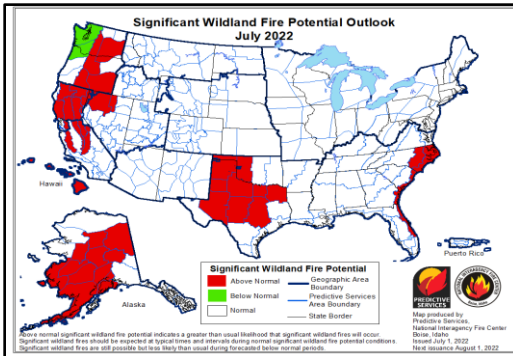 Significant Wildland Fire Potential Outlook
July 2022
Hawaii
Alaska
Puerto Rico
Significant Wildland Fire Potential
Above Normal
Below Normal
Normal
Geographic Area
Boundary
Predictive Services
Area Boundary
State Border
PREDICTIVE
SERVICES
Map produced by
Predictive Services,
National Interagency Fire Center
Boise, Idaho
Issued July 1, 2022
Next issuance August 1, 2022
Above normal significant wildland fire potential indicates a greater than usual likelihood that significant wildland fires will occur.
Significant wildland fires should be expected at typical times and intervals during normal significant wildland fire potential conditions.
Significant wildland fires are still possible but less likely than usual during forecasted below normal periods.